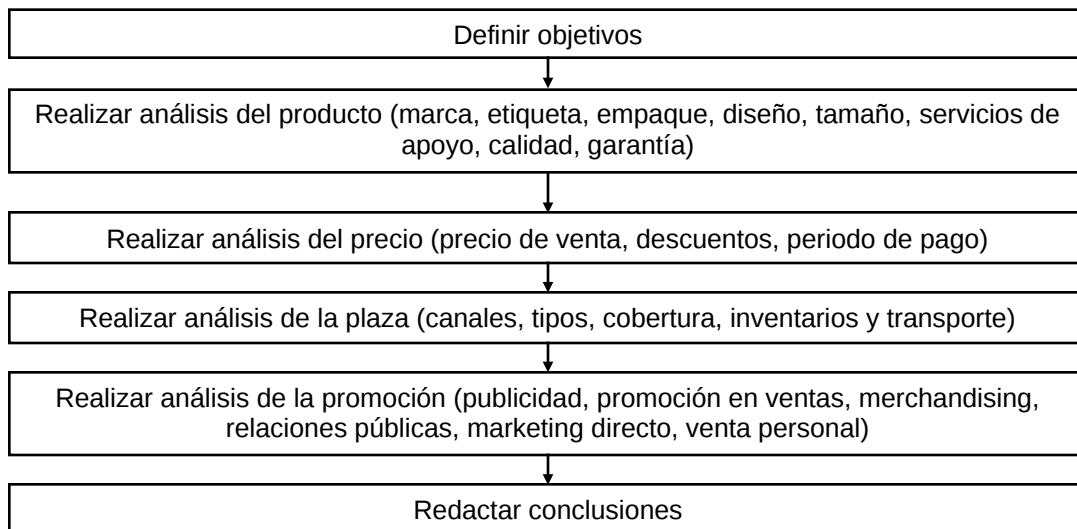 Definir objetivos
Realizar análisis del producto (marca, etiqueta, empaque, diseño, tamaño, servicios de
apoyo, calidad, garantía)
Realizar análisis del precio (precio de venta, descuentos, periodo de pago)
Realizar análisis de la plaza (canales, tipos, cobertura, inventarios y transporte)
Realizar análisis de la promoción (publicidad, promoción en ventas, merchandising,
relaciones públicas, marketing directo, venta personal)
Redactar conclusiones